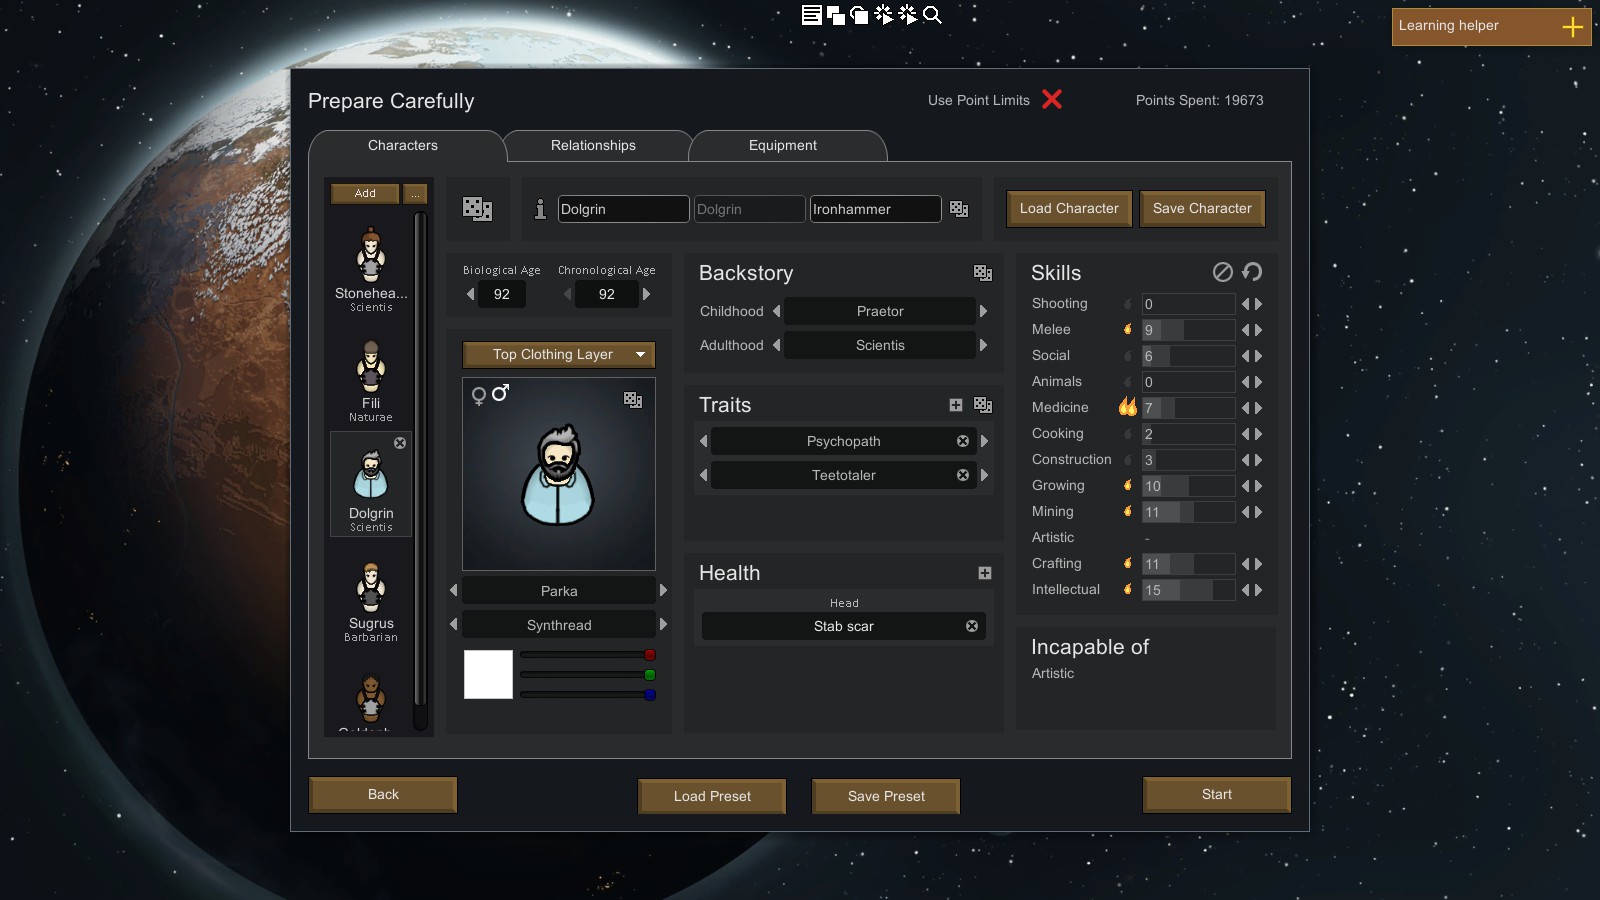 Learning helper
Prepare Carefully
Use Point Limits
Points Spent: 19673
Characters
Relationships
Equipment
Add
...
Dolgrin
Dolgrin
Ironhammer
Load Character
Save Character
Stonehea...
Scientis
Fili
Naturae
Dolgrin
Scientis
Sugrus
Barbarian
Biological Age
Chronological Age
92
92
Top Clothing Layer
Parka
Synthread
Backstory
Childhood
Praetor
Adulthood
Scientis
Traits
Psychopath
Teetotaler
Health
Head
Stab scar
Skills
Shooting
0
Melee
9
Social
6
Animals
0
Medicine
7
Cooking
2
Construction
3
Growing
10
Mining
11
Artistic
-
Crafting
11
Intellectual
15
Incapable of
Artistic
Back
Load Preset
Save Preset
Start